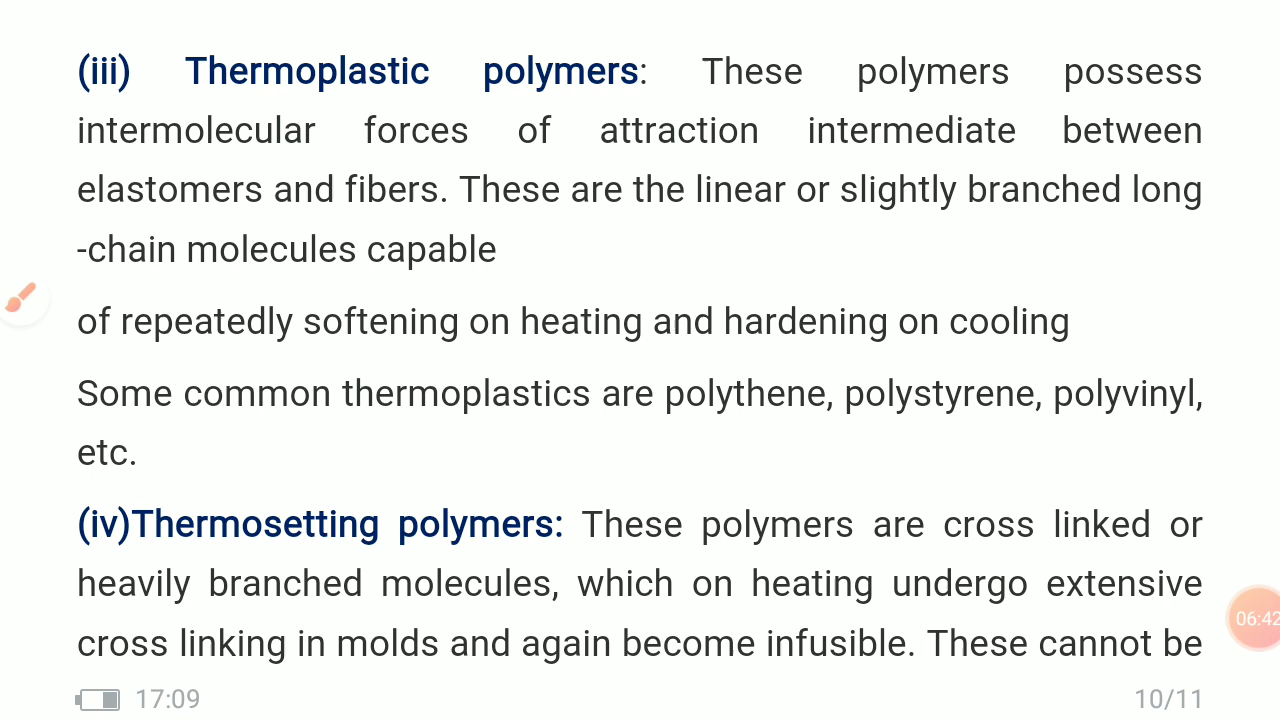 (iii) Thermoplastic polymers: These polymers possess
intermolecular forces of attraction intermediate between
elastomers and fibers. These are the linear or slightly branched long
-chain molecules capable
of repeatedly softening on heating and hardening on cooling
Some common thermoplastics are polythene, polystyrene, polyvinyl,
etc.
(iv)Thermosetting polymers: These polymers are cross linked or
heavily branched molecules, which on heating undergo extensive
cross linking in molds and again become infusible. These cannot be
06:42
17:09
10/11